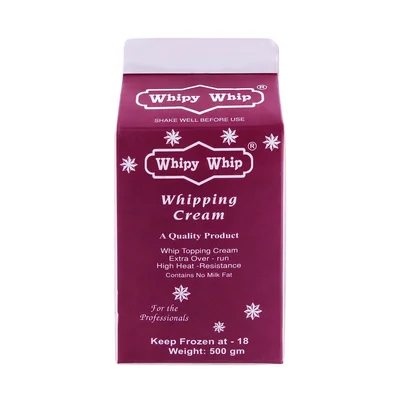 Whipy Whip ®
SHAKE WELL BEFORE USE
Whipy Whip ®
Whipping
Cream
A Quality Product
Whip Topping Cream
Extra Over - run
High Heat -Resistance
Contains No Milk Fat
For the
Professionals
Keep Frozen at - 18
Weight: 500 gm